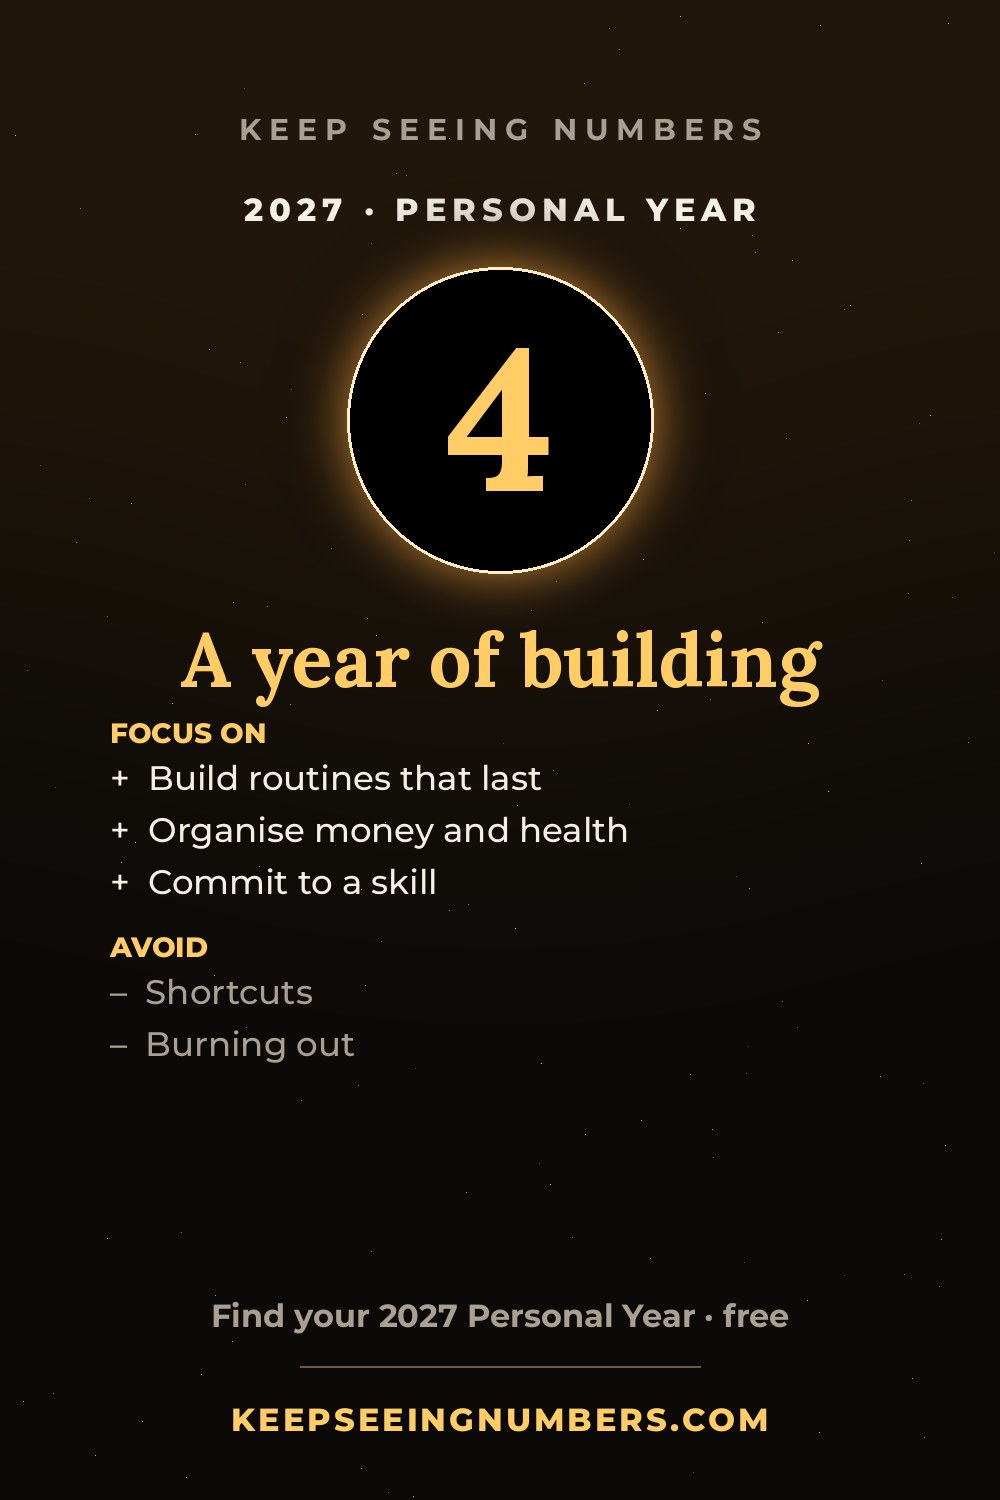 KEEP SEEING NUMBERS
2027 · PERSONAL YEAR
4
A year of building
FOCUS ON
+ Build routines that last
+ Organise money and health
+ Commit to a skill
AVOID
– Shortcuts
– Burning out
Find your 2027 Personal Year · free
KEEPSEEINGNUMBERS.COM